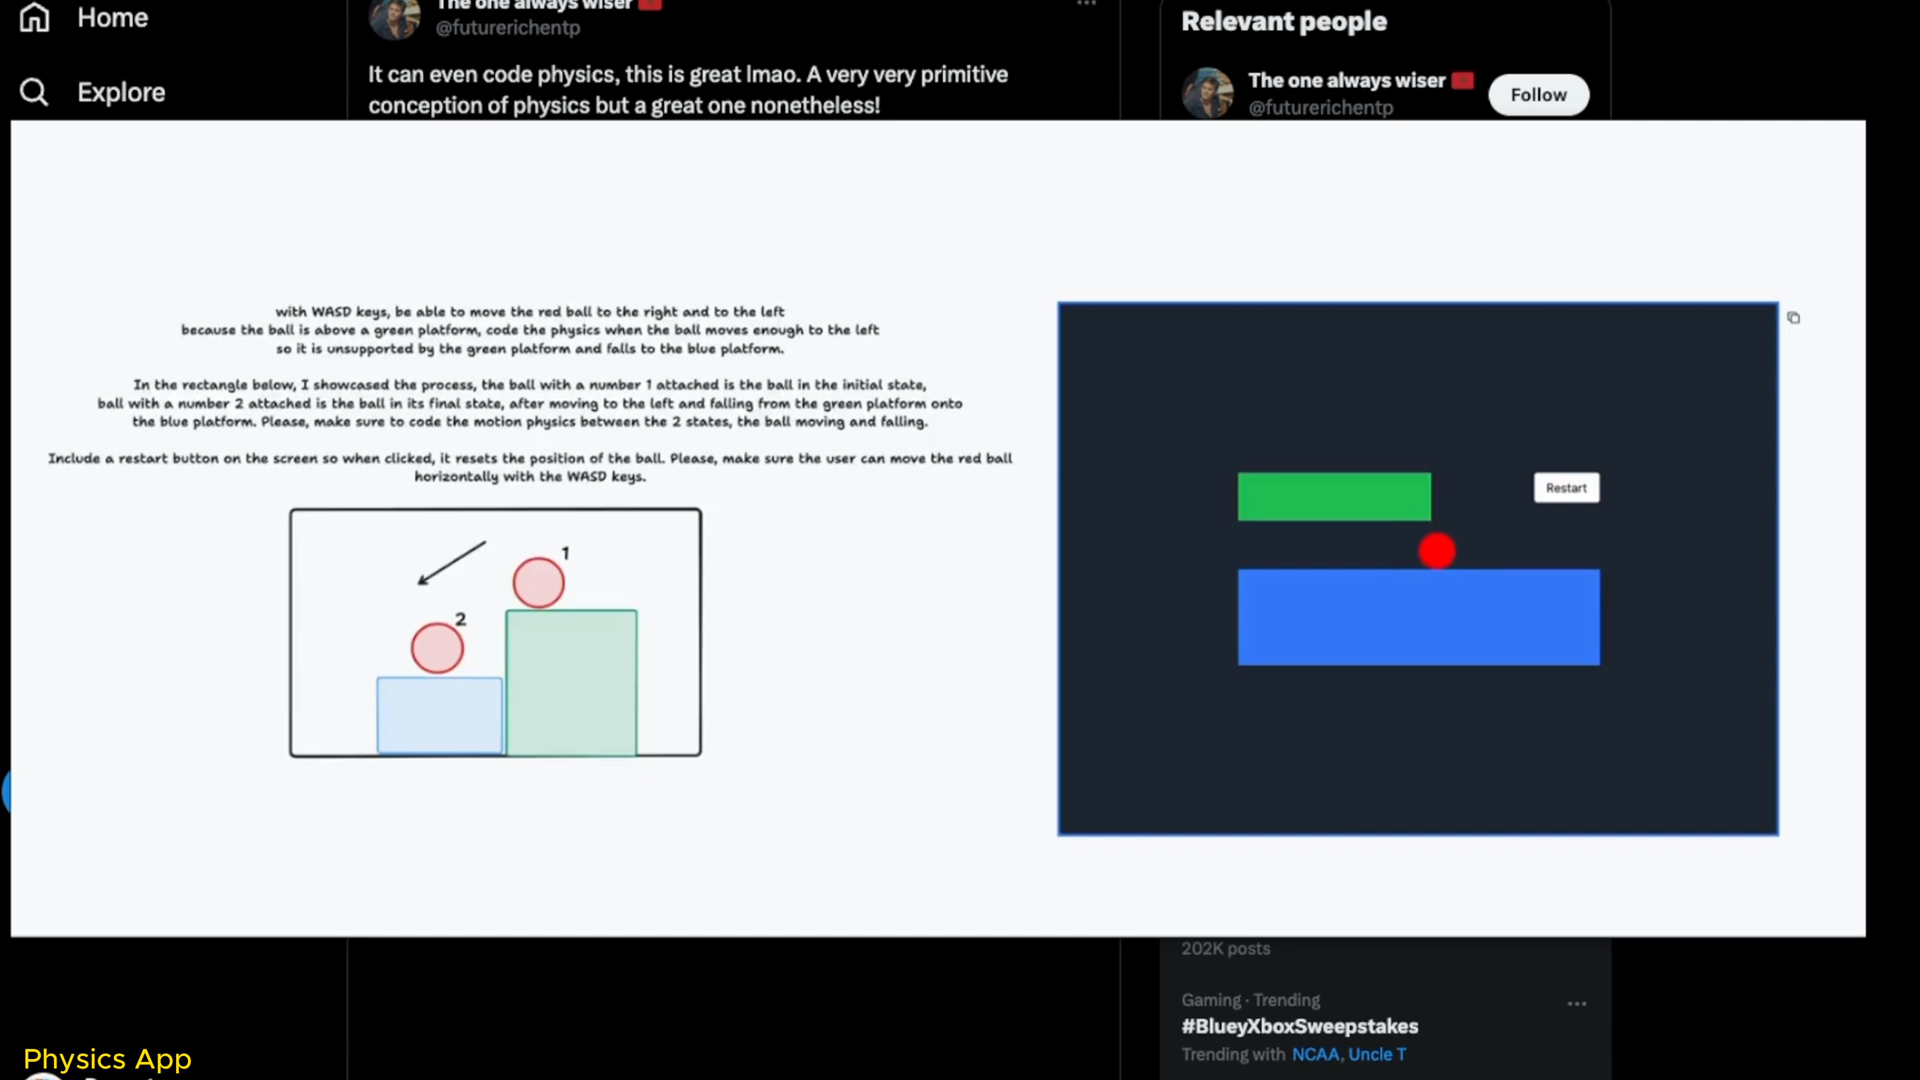 Home
Explore
The one always wiser
@futurerichentp
It can even code physics, this is great lmao. A very very primitive
conception of physics but a great one nonetheless!
Relevant people
The one always wiser
@futurerichentp
Follow
with WASD keys, be able to move the red ball to the right and to the left
because the ball is above a green platform, code the physics when the ball moves enough to the left
so it is unsupported by the green platform and falls to the blue platform.
In the rectangle below, I showcased the process, the ball with a number 1 attached is the ball in the initial state,
ball with a number 2 attached is the ball in its final state, after moving to the left and falling from the green platform onto
the blue platform. Please, make sure to code the motion physics between the 2 states, the ball moving and falling.
Include a restart button on the screen so when clicked, it resets the position of the ball. Please, make sure the user can move the red ball
horizontally with the WASD keys.
1
2
Restart
202K posts
Gaming · Trending
#BlueyXboxSweepstakes
Trending with NCAA, Uncle T
Physics App